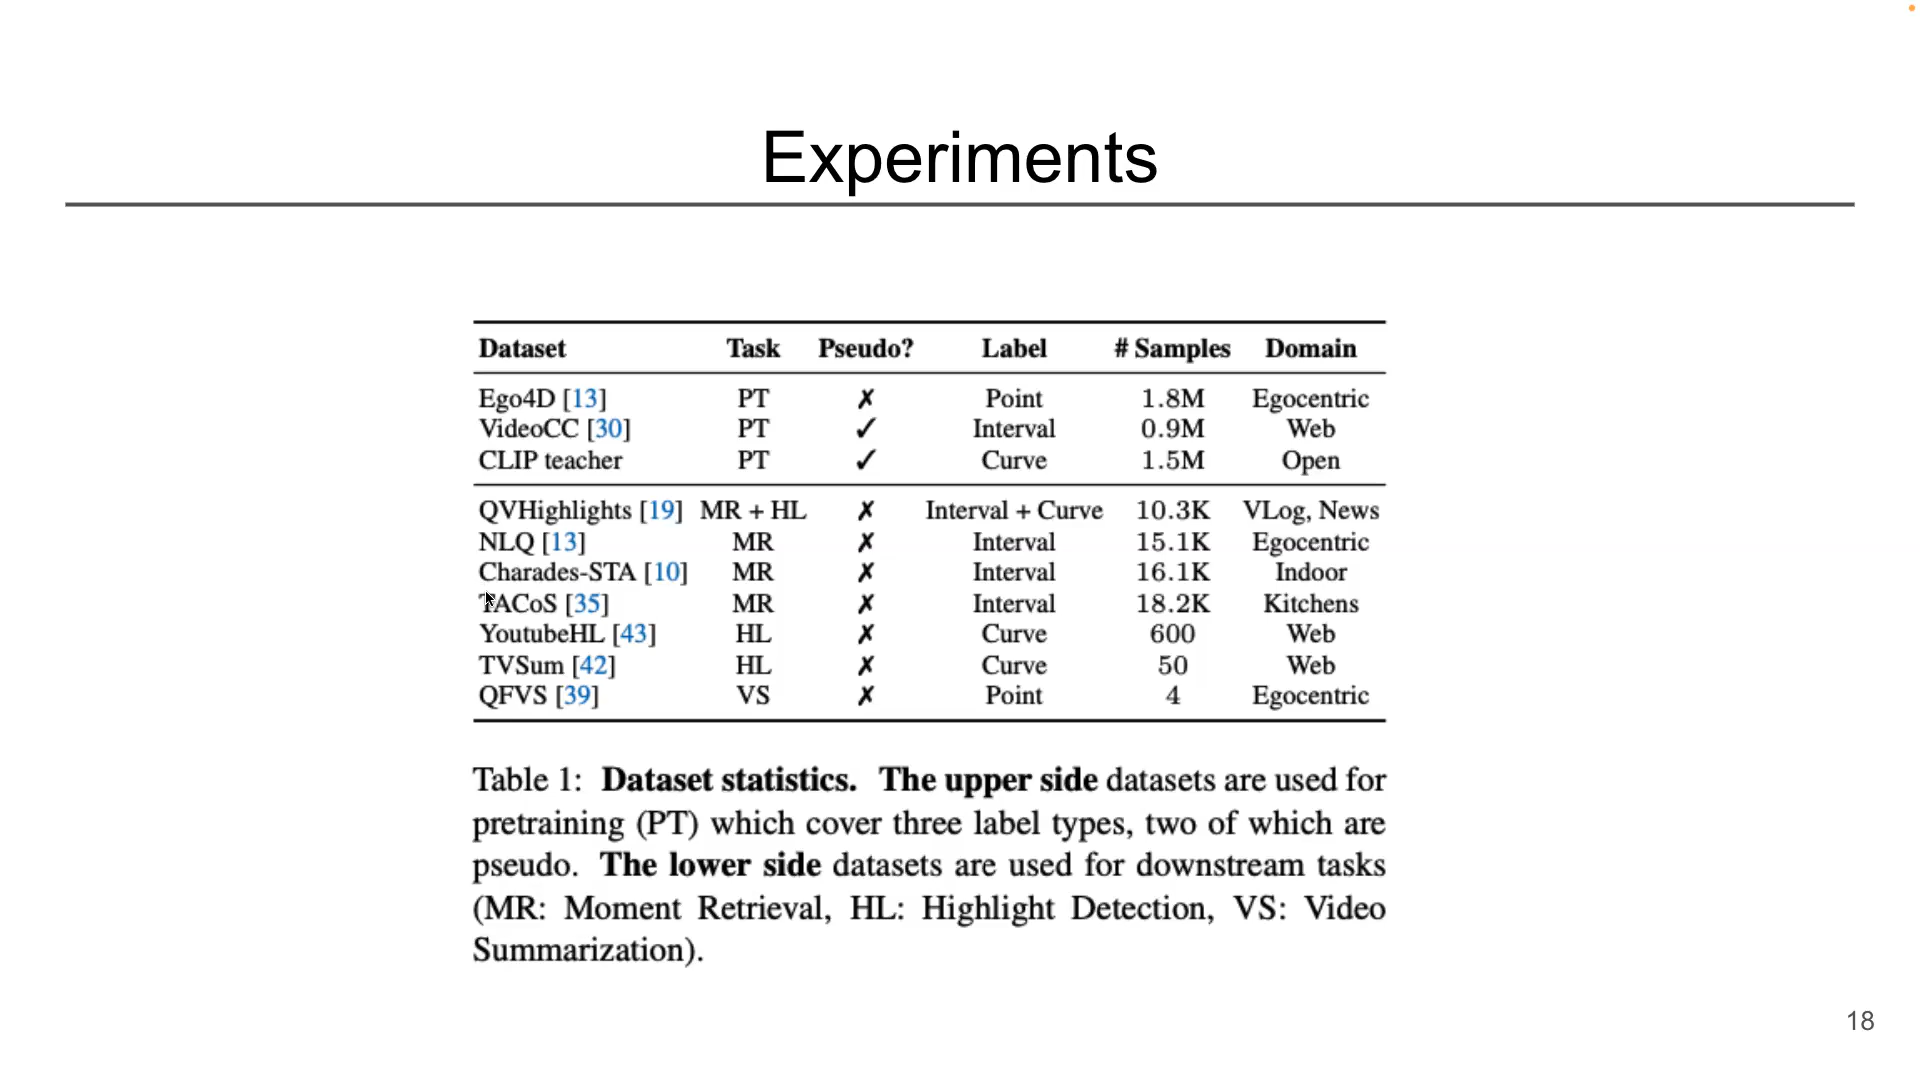 Experiments
Dataset Task Pseudo? Label # Samples Domain
Ego4D [13] PT ✗ Point 1.8M Egocentric
VideoCC [30] PT ✓ Interval 0.9M Web
CLIP teacher PT ✓ Curve 1.5M Open
QVHighlights [19] MR + HL ✗ Interval + Curve 10.3K VLog, News
NLQ [13] MR ✗ Interval 15.1K Egocentric
Charades-STA [10] MR ✗ Interval 16.1K Indoor
TACoS [35] MR ✗ Interval 18.2K Kitchens
YoutubeHL [43] HL ✗ Curve 600 Web
TVSum [42] HL ✗ Curve 50 Web
QFVS [39] VS ✗ Point 4 Egocentric
Table 1: Dataset statistics. The upper side datasets are used for
pretraining (PT) which cover three label types, two of which are
pseudo. The lower side datasets are used for downstream tasks
(MR: Moment Retrieval, HL: Highlight Detection, VS: Video
Summarization).
18